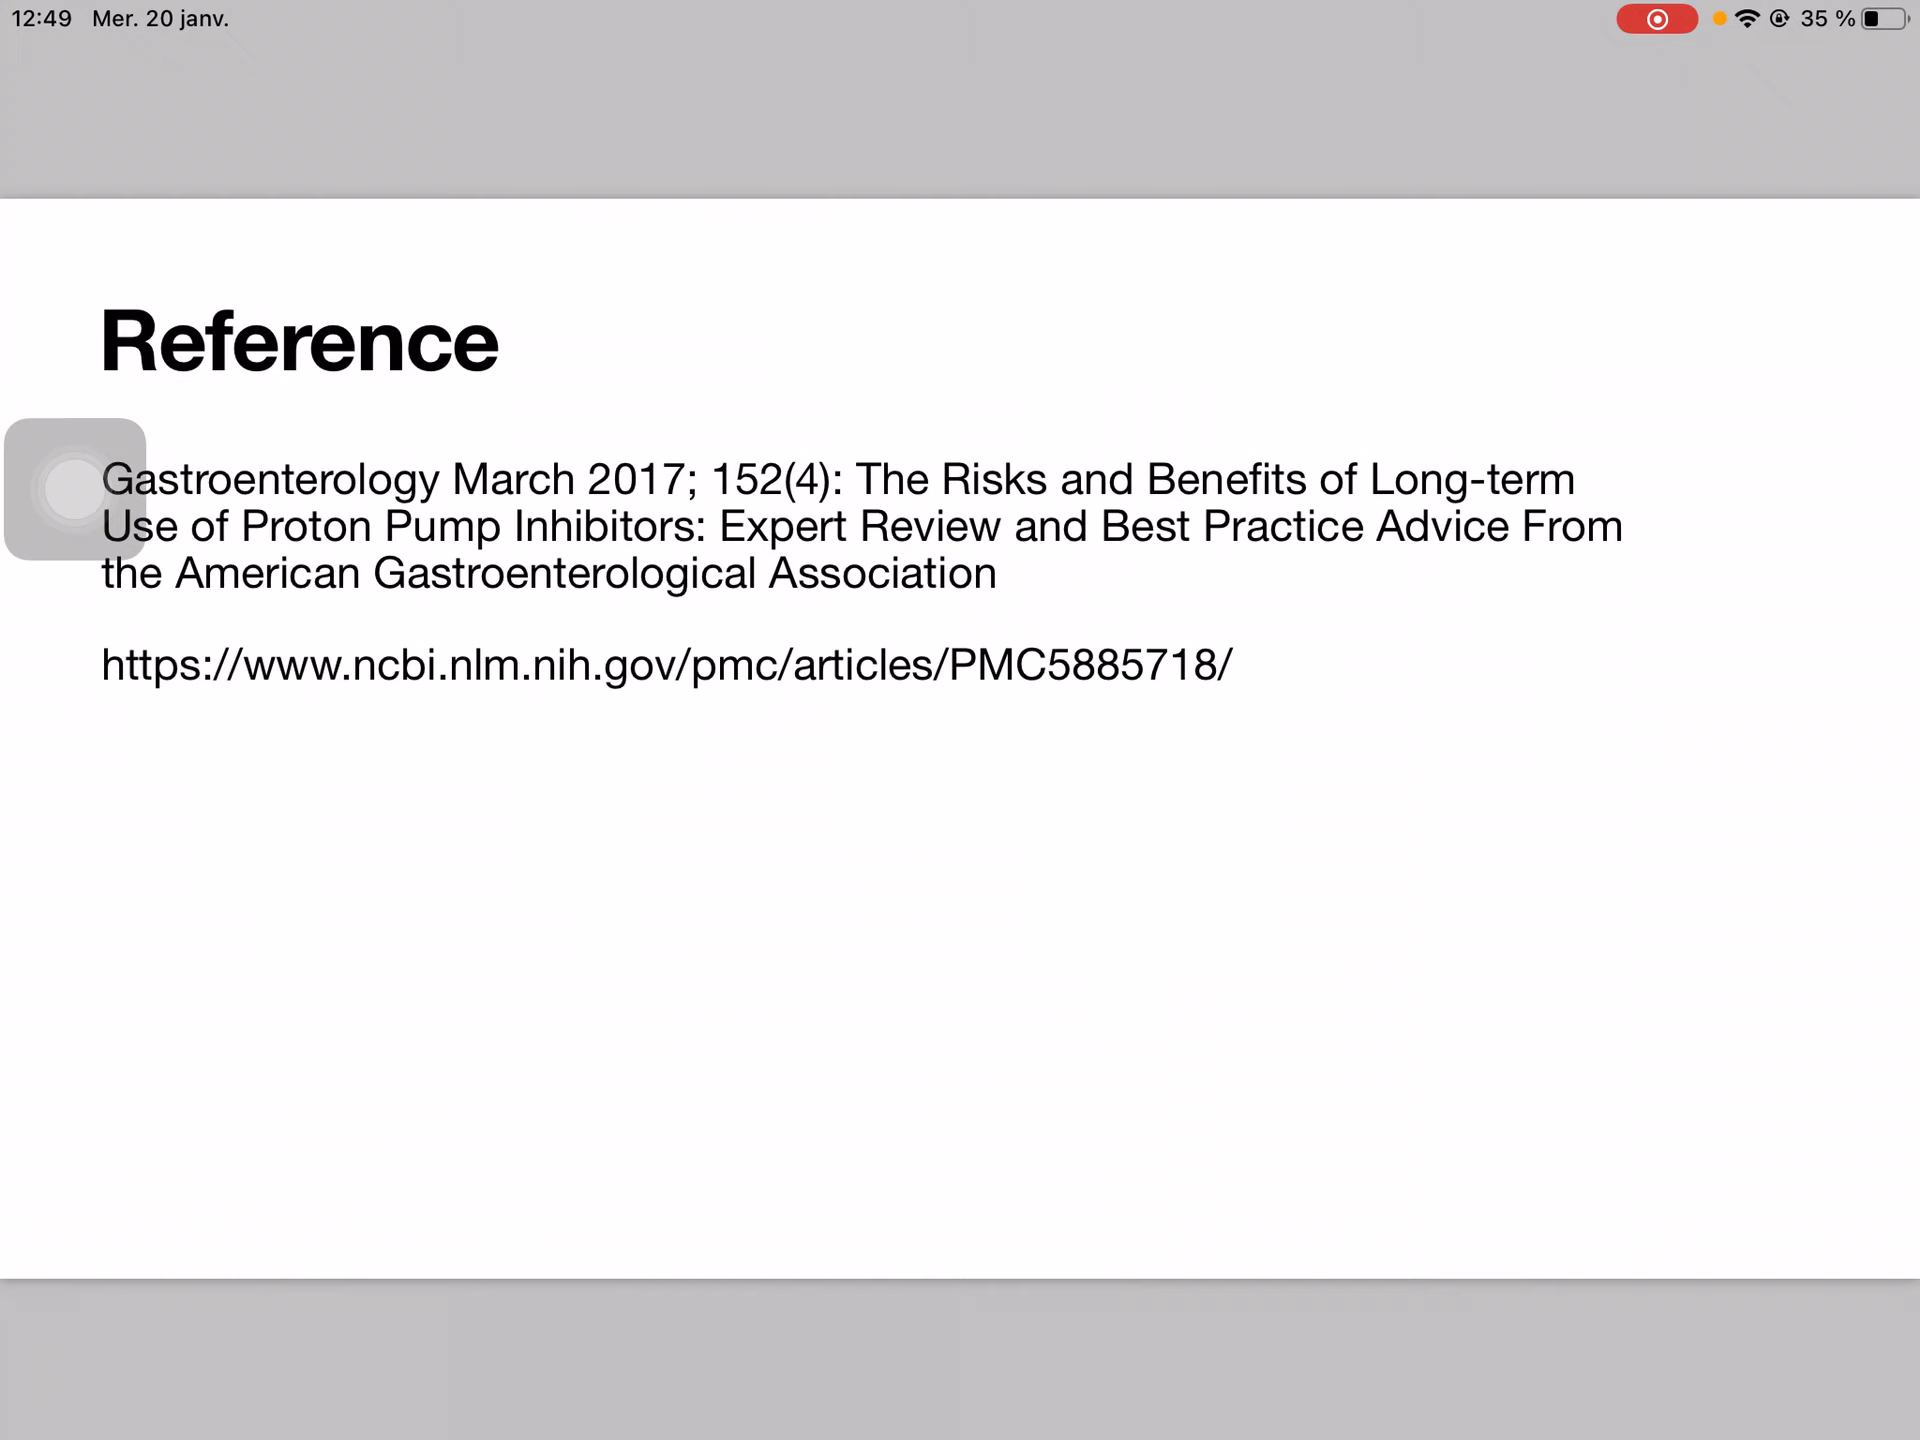 12:49 Mer. 20 janv.
35 %
Reference
Gastroenterology March 2017; 152(4): The Risks and Benefits of Long-term
Use of Proton Pump Inhibitors: Expert Review and Best Practice Advice From
the American Gastroenterological Association
https://www.ncbi.nlm.nih.gov/pmc/articles/PMC5885718/